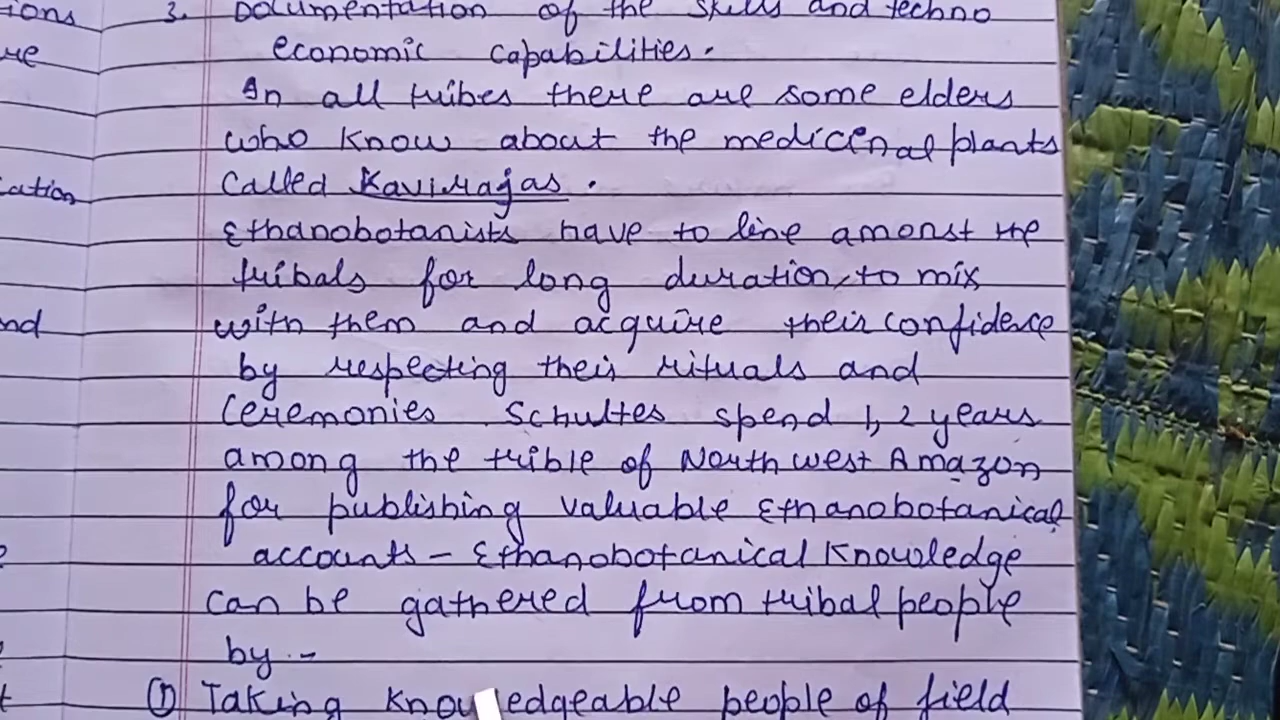 ions
3. Documentation of the skills and techno
economic capabilities.
In all tribes there are some elders
who know about the medicinal plants
cation
called Kavirajas.
Ethanobotanists have to line amonst the
tribals for long duration, to mix
nd
with them and acquire their confidence
by respecting their rituals and
Ceremonies Schultes spend 1,2 years
among the trible of North west Amazon
for publishing valuable Ethanobotanical
accounts - Ethanobotanical Knowledge
can be gathered from tribal people
by :-
① Taking knowledgeable people of field